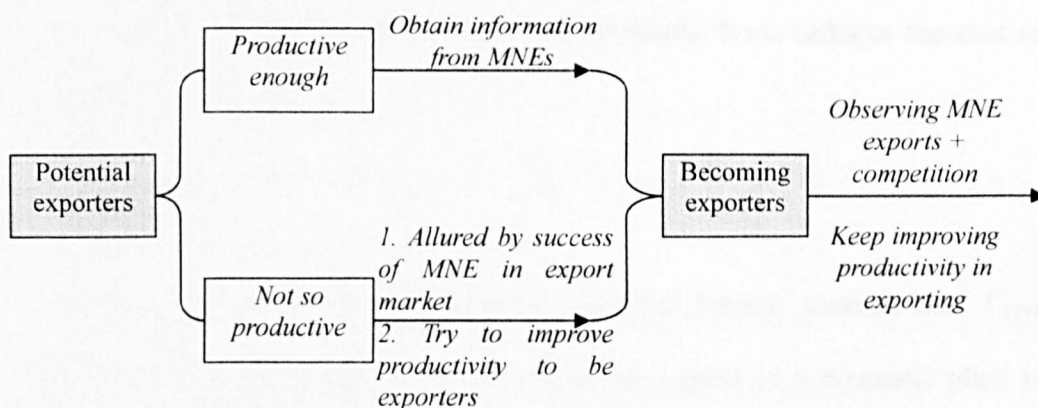 Potential
exporters
Productive
enough
Obtain information
from MNEs
Not so
productive
1. Allured by success
of MNE in export
market
2. Try to improve
productivity to be
exporters
Becoming
exporters
Observing MNE
exports +
competition
Keep improving
productivity in
exporting